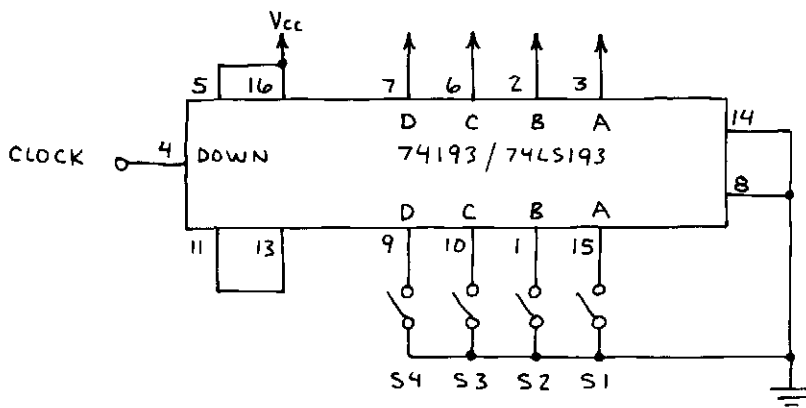 Vcc
5 16 7 6 2 3
D C B A 14
CLOCK 4 DOWN 74193/74LS193
8
D C B A
11 13 9 10 1 15
S4 S3 S2 S1